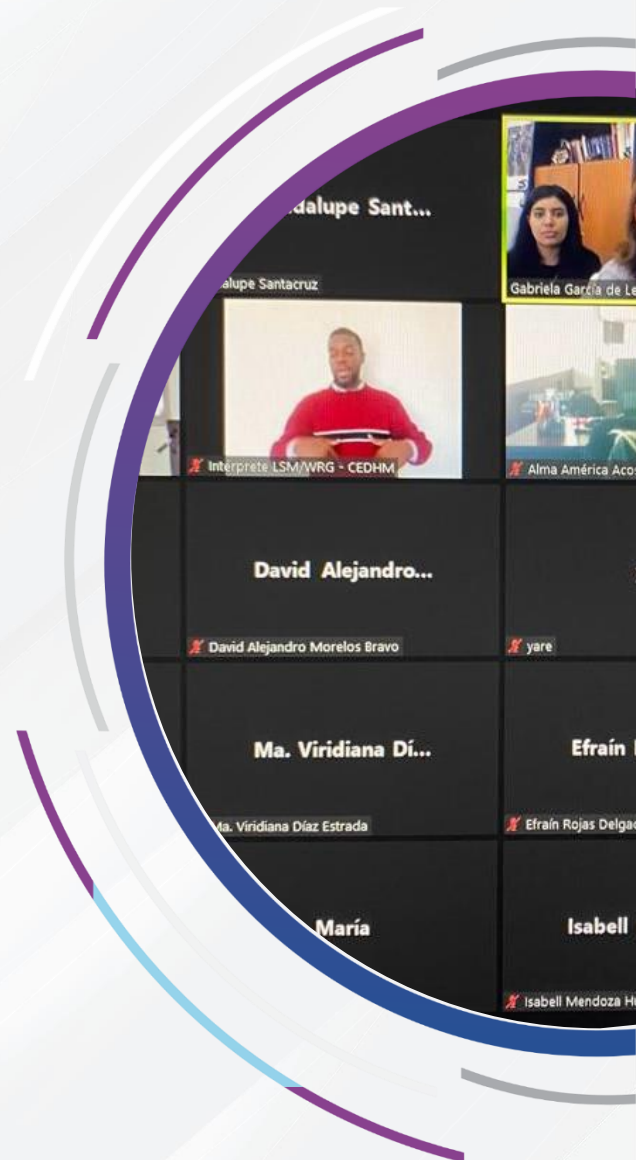 dalupe Sant...
alupe Santacruz
Gabriela García de Le
Intérprete LSM/WRG - CEDHM
Alma América Acos
David Alejandro...
David Alejandro Morelos Bravo
yare
Ma. Viridiana Dí...
Efraín
Ma. Viridiana Díaz Estrada
Efraín Rojas Delgad
María
Isabell
Isabell Mendoza Hu